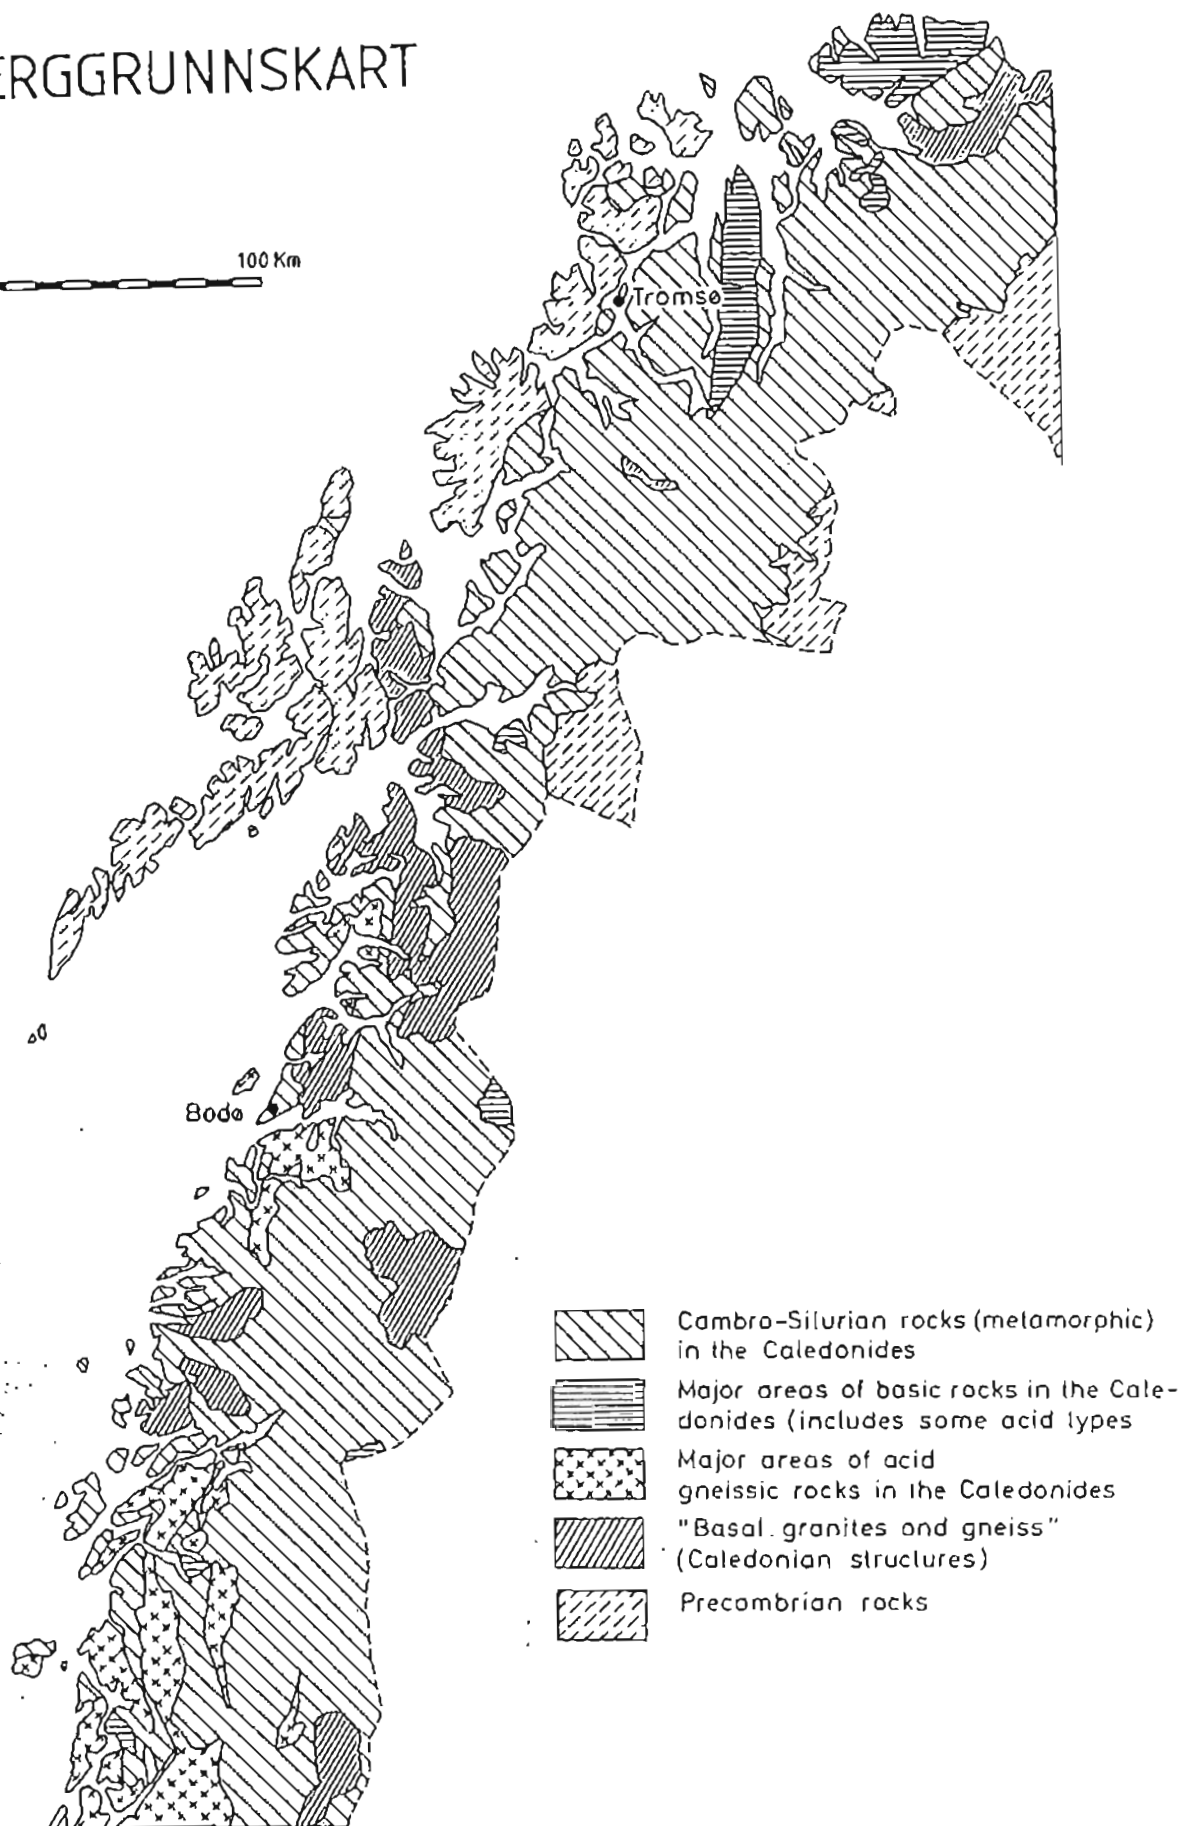 ERGGRUNNSKART
100 Km
Tromsø
Bodø
Cambro-Silurian rocks (metamorphic)
in the Caledonides
Major areas of basic rocks in the Cale-
donides (includes some acid types
Major areas of acid
gneissic rocks in the Caledonides
"Basal granites and gneiss"
(Caledonian structures)
Precambrian rocks